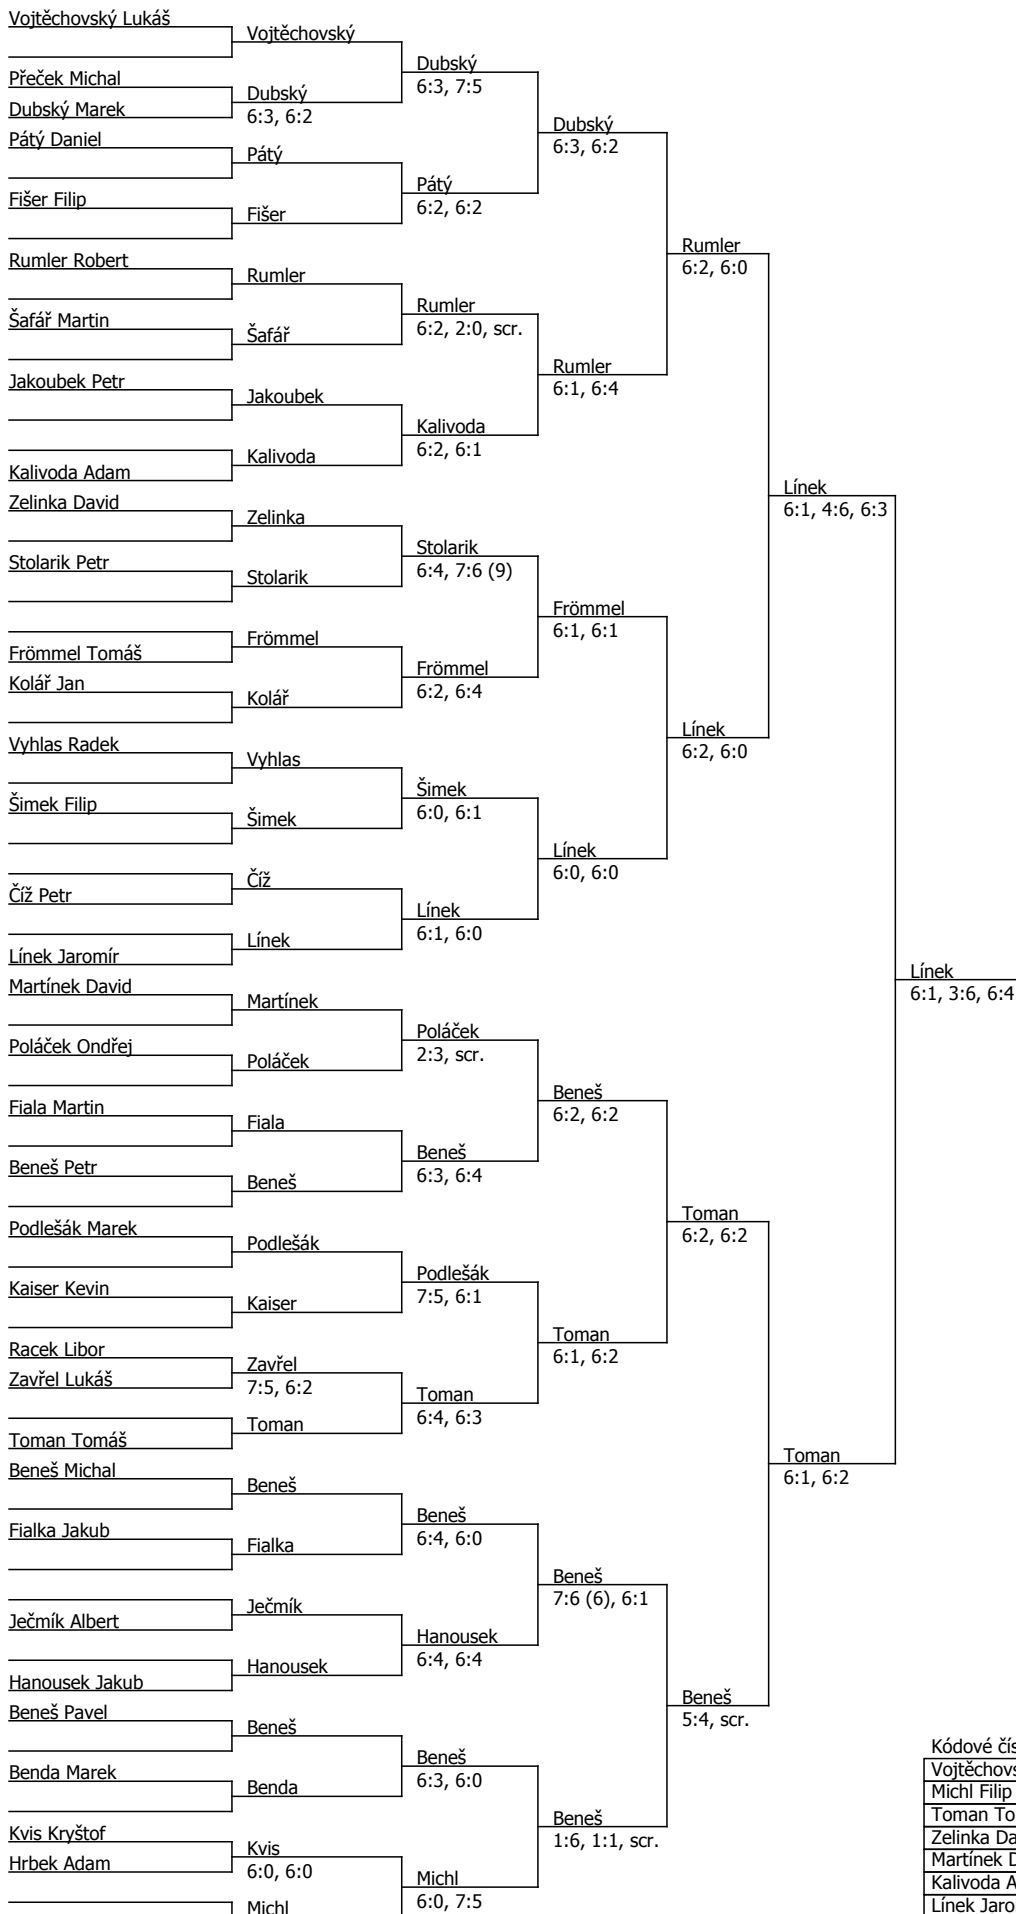 Vojtěchovský Lukáš
Přeček Michal
Dubský Marek
Pátý Daniel
Fišer Filip
Rumler Robert
Šafář Martin
Jakoubek Petr
Kalivoda Adam
Zelinka David
Stolarik Petr
Frömmel Tomáš
Kolář Jan
Vyhlas Radek
Šimek Filip
Číž Petr
Línek Jaromír
Martínek David
Poláček Ondřej
Fiala Martin
Beneš Petr
Podlešák Marek
Kaiser Kevin
Racek Libor
Zavřel Lukáš
Toman Tomáš
Beneš Michal
Fialka Jakub
Ječmík Albert
Hanousek Jakub
Beneš Pavel
Benda Marek
Kvis Kryštof
Hrbek Adam
Vojtěchovský
Dubský
6:3, 6:2
Pátý
Fišer
Rumler
Šafář
Jakoubek
Kalivoda
Zelinka
Stolarik
Frömmel
Kolář
Vyhlas
Šimek
Číž
Línek
Martínek
Poláček
Fiala
Beneš
Podlešák
Kaiser
Zavřel
7:5, 6:2
Toman
Beneš
Fialka
Ječmík
Hanousek
Beneš
Benda
Kvis
6:0, 6:0
Michl
Dubský
6:3, 7:5
Pátý
6:2, 6:2
Rumler
6:2, 2:0, scr.
Kalivoda
6:2, 6:1
Stolarik
6:4, 7:6 (9)
Frömmel
6:2, 6:4
Šimek
6:0, 6:1
Línek
6:1, 6:0
Poláček
2:3, scr.
Beneš
6:3, 6:4
Podlešák
7:5, 6:1
Toman
6:4, 6:3
Beneš
6:4, 6:0
Hanousek
6:4, 6:4
Beneš
6:3, 6:0
Michl
6:0, 7:5
Dubský
6:3, 6:2
Rumler
6:1, 6:4
Frömmel
6:1, 6:1
Línek
6:0, 6:0
Beneš
6:2, 6:2
Toman
6:1, 6:2
Beneš
7:6 (6), 6:1
Beneš
1:6, 1:1, scr.
Rumler
6:2, 6:0
Línek
6:2, 6:0
Toman
6:2, 6:2
Beneš
5:4, scr.
Línek
6:1, 4:6, 6:3
Toman
6:1, 6:2
Línek
6:1, 3:6, 6:4
Kódové čís
Vojtěchovs
Michl Filip
Toman To
Zelinka Da
Martínek D
Kalivoda A
Línek Jaro